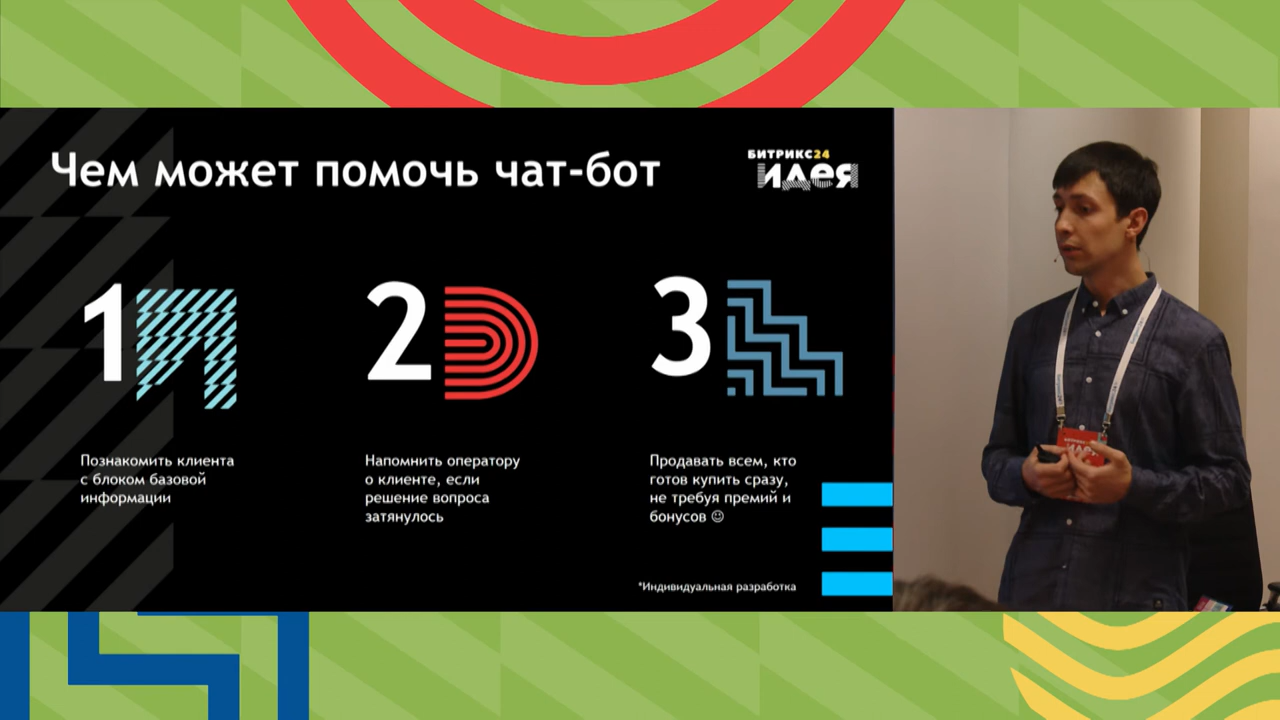 Чем может помочь чат-бот
БИТРИКС24
идея
1
2
3
Познакомить клиента
с блоком базовой
информации
Напомнить оператору
о клиенте, если
решение вопроса
затянулось
Продавать всем, кто
готов купить сразу,
не требуя премий и
бонусов ☺
*Индивидуальная разработка
ИДЕЯ